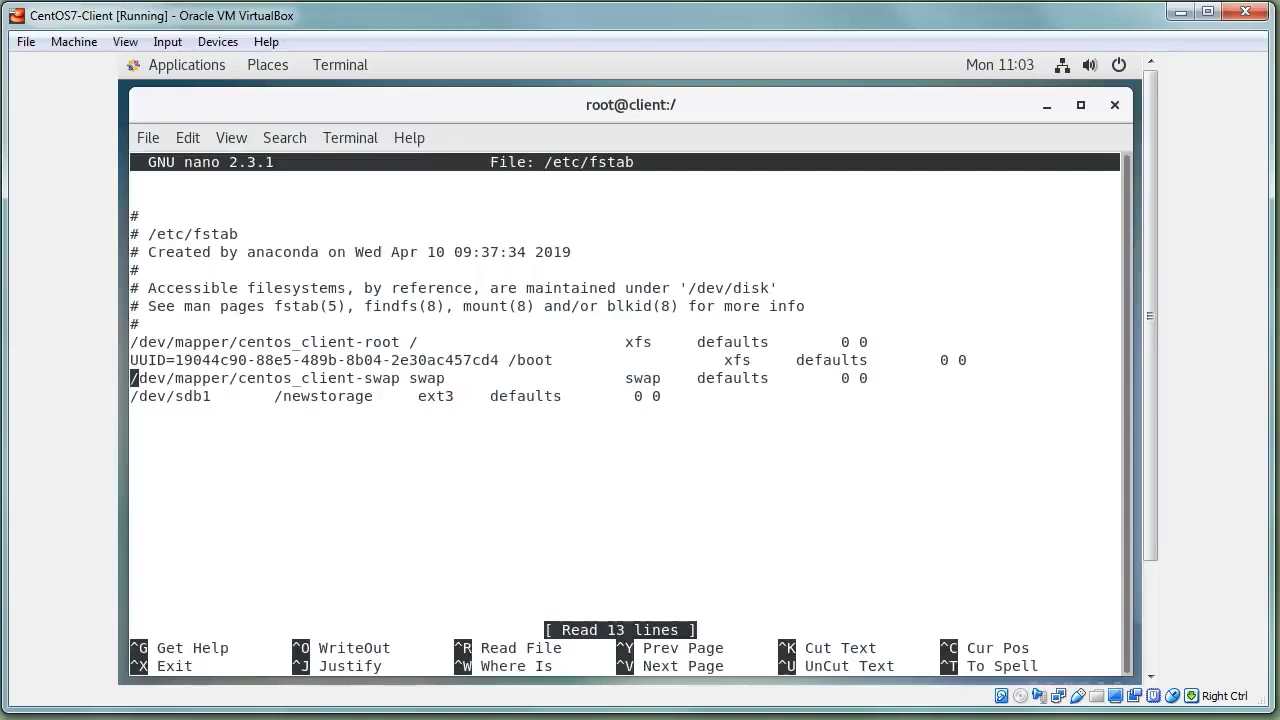 CentOS7-Client [Running] - Oracle VM VirtualBox
File Machine View Input Devices Help
Applications Places Terminal Mon 11:03
root@client:/
File Edit View Search Terminal Help
GNU nano 2.3.1 File: /etc/fstab
#
# /etc/fstab
# Created by anaconda on Wed Apr 10 09:37:34 2019
#
# Accessible filesystems, by reference, are maintained under '/dev/disk'
# See man pages fstab(5), findfs(8), mount(8) and/or blkid(8) for more info
#
/dev/mapper/centos_client-root / xfs defaults 0 0
UUID=19044c90-88e5-489b-8b04-2e30ac457cd4 /boot xfs defaults 0 0
/dev/mapper/centos_client-swap swap swap defaults 0 0
/dev/sdb1 /newstorage ext3 defaults 0 0
[ Read 13 lines ]
^G Get Help ^O WriteOut ^R Read File ^Y Prev Page ^K Cut Text ^C Cur Pos
^X Exit ^J Justify ^W Where Is ^V Next Page ^U UnCut Text ^T To Spell
Right Ctrl